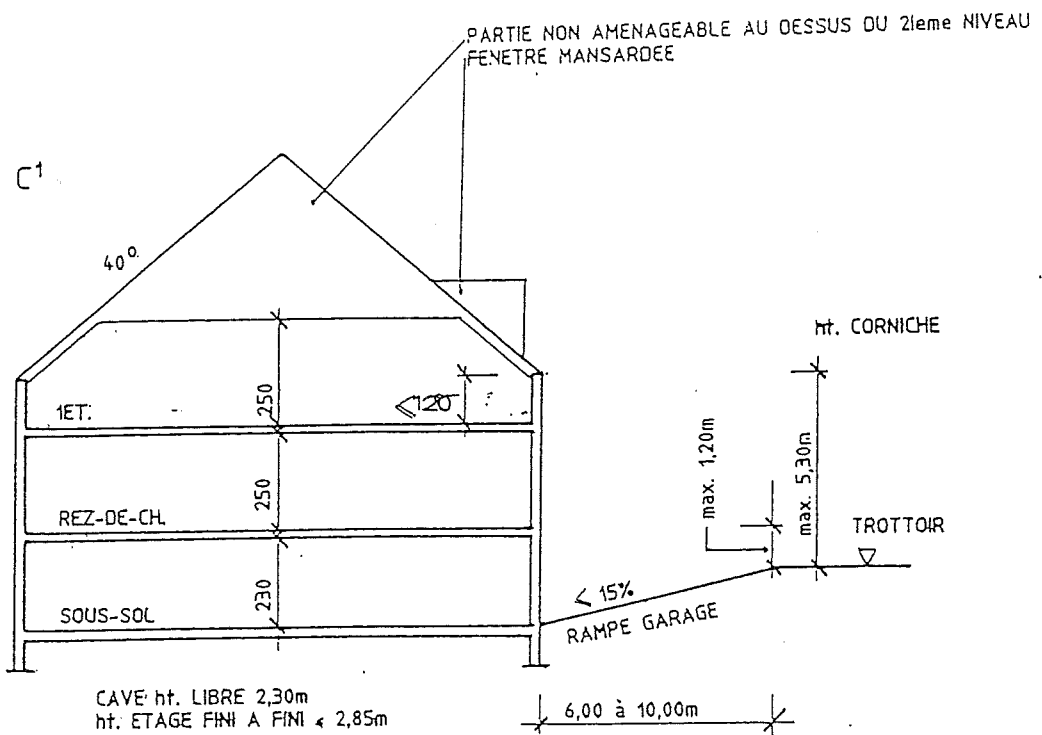 PARTIE NON AMENAGEABLE AU DESSUS DU 2ieme NIVEAU
FENETRE MANSARDEE
C1
40°
ht. CORNICHE
1ET.
250
<120
max. 1,20m
max. 5,30m
REZ-DE-CH.
250
TROTTOIR
SOUS-SOL
230
< 15%
RAMPE GARAGE
CAVE ht. LIBRE 2,30m
ht. ETAGE FINI A FINI < 2,85m
6,00 à 10,00m